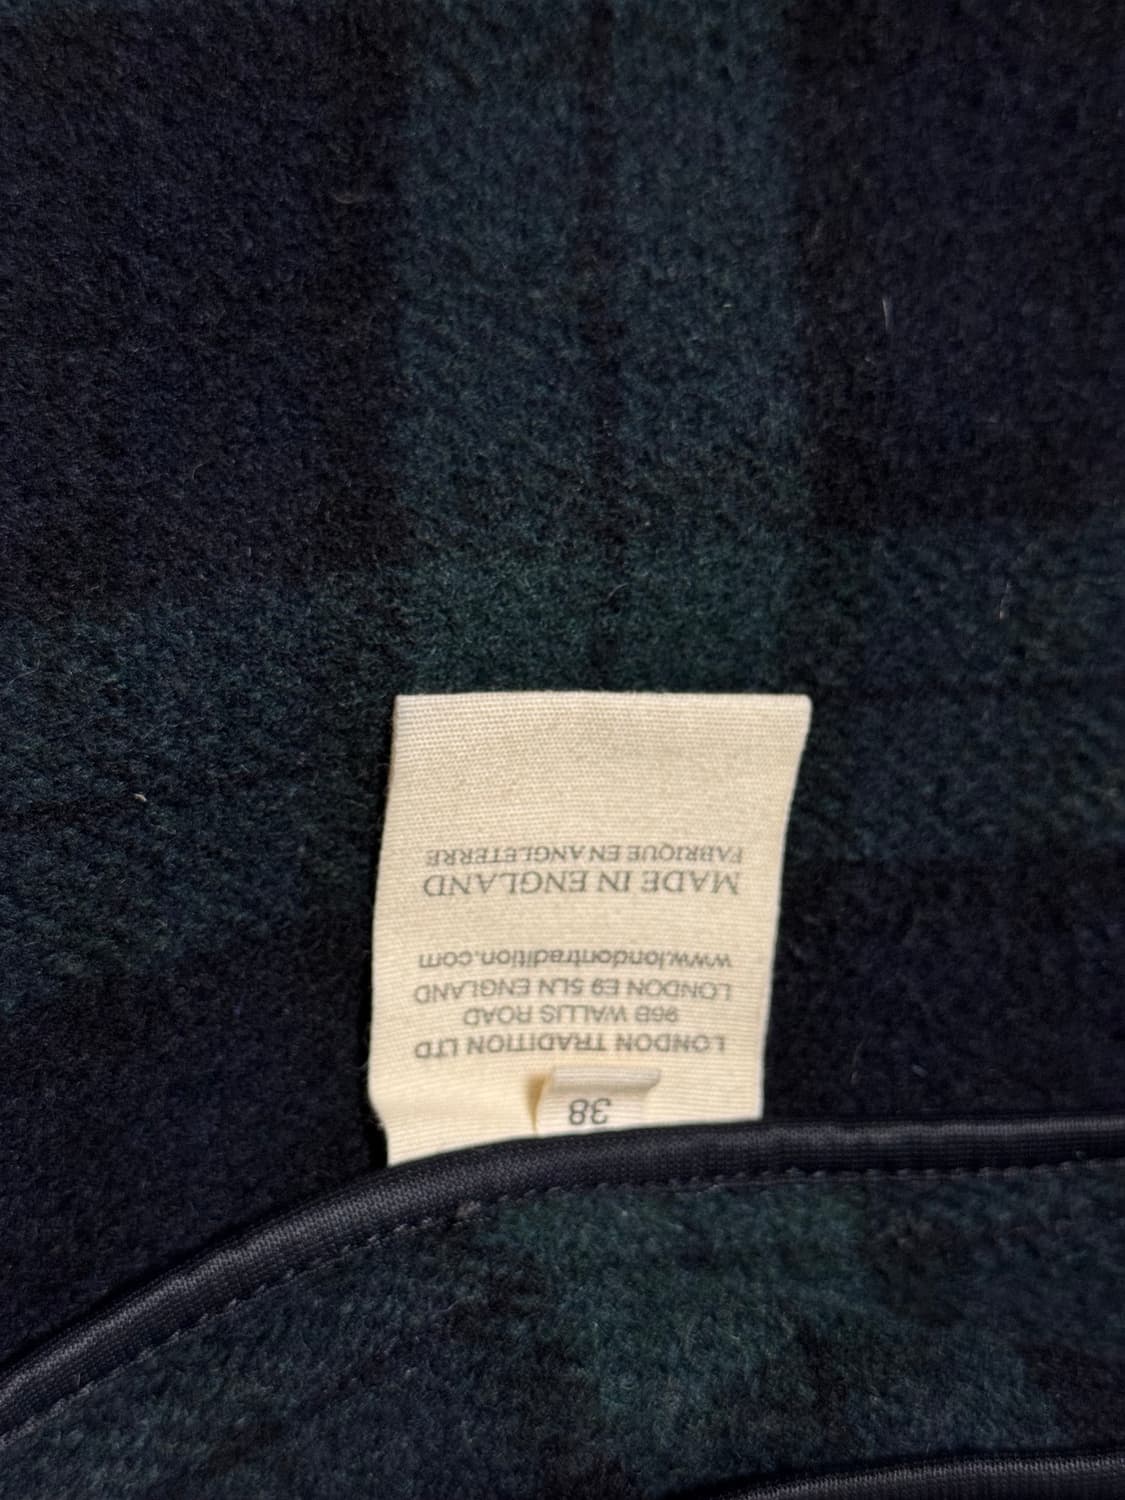 38
LONDON TRADITION LTD
96B WALLIS ROAD
LONDON E9 5LN ENGLAND
www.londontradition.com
MADE IN ENGLAND
FABRIQUE EN ANGLETERRE